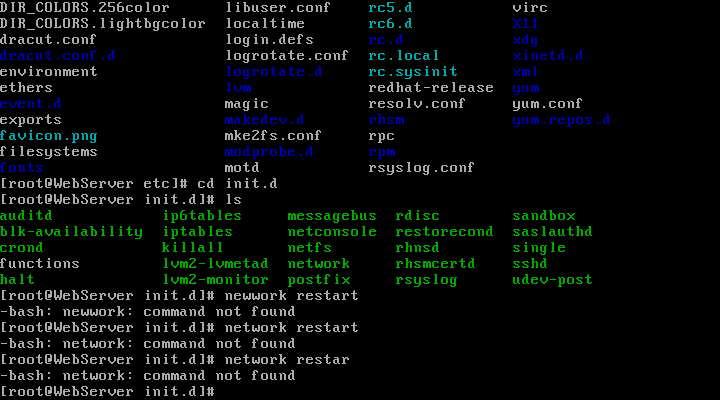 DIR_COLORS.256color libuser.conf rc5.d virc
DIR_COLORS.lightbgcolor localtime rc6.d X11
dracut.conf login.defs rc.d xdg
dracut.conf.d logrotate.conf rc.local xinetd.d
environment logrotate.d rc.sysinit xml
ethers lvm redhat-release yum
event.d magic resolv.conf yum.conf
exports makedev.d rhsm yum.repos.d
favicon.png mke2fs.conf rpc
filesystems modprobe.d rpm
fonts motd rsyslog.conf
[root@WebServer etc]# cd init.d
[root@WebServer init.d]# ls
auditd ip6tables messagebus rdisc sandbox
blk-availability iptables netconsole restorecond saslauthd
crond killall netfs rhnsd single
functions lvm2-lvmetad network rhsmcertd sshd
halt lvm2-monitor postfix rsyslog udev-post
[root@WebServer init.d]# newwork restart
-bash: newwork: command not found
[root@WebServer init.d]# network restart
-bash: network: command not found
[root@WebServer init.d]# network restar
-bash: network: command not found
[root@WebServer init.d]#